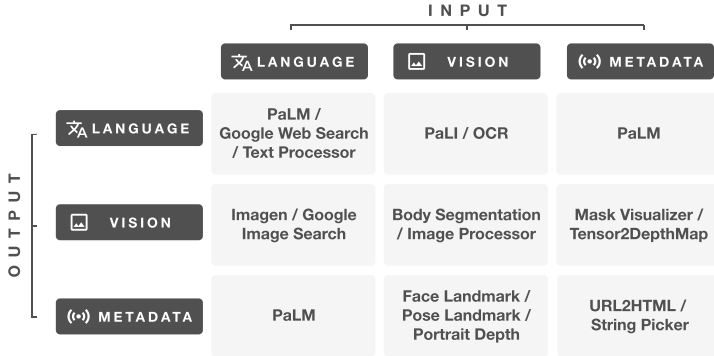 INPUT
LANGUAGE
VISION
METADATA
OUTPUT
LANGUAGE
PaLM /
Google Web Search
/ Text Processor
PaLI / OCR
PaLM
VISION
Imagen / Google
Image Search
Body Segmentation
/ Image Processor
Mask Visualizer /
Tensor2DepthMap
METADATA
PaLM
Face Landmark /
Pose Landmark /
Portrait Depth
URL2HTML /
String Picker